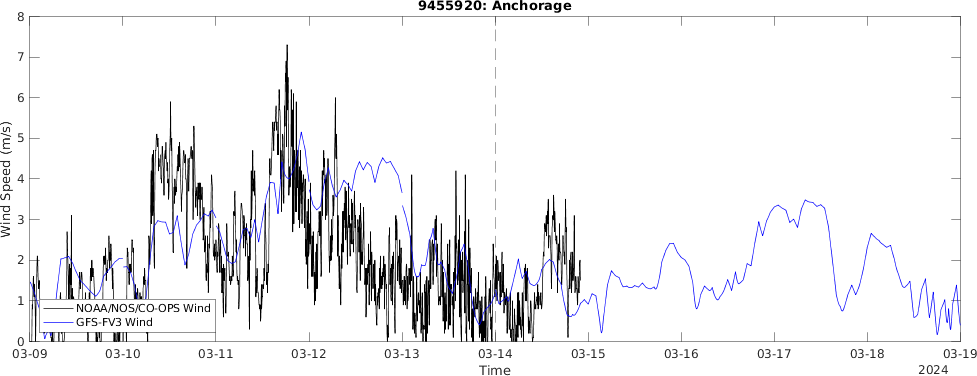 9455920: Anchorage
Wind Speed (m/s)
8
7
6
5
4
3
2
1
0
NOAA/NOS/CO-OPS Wind
GFS-FV3 Wind
03-09 03-10 03-11 03-12 03-13 03-14 03-15 03-16 03-17 03-18 03-19
Time
2024